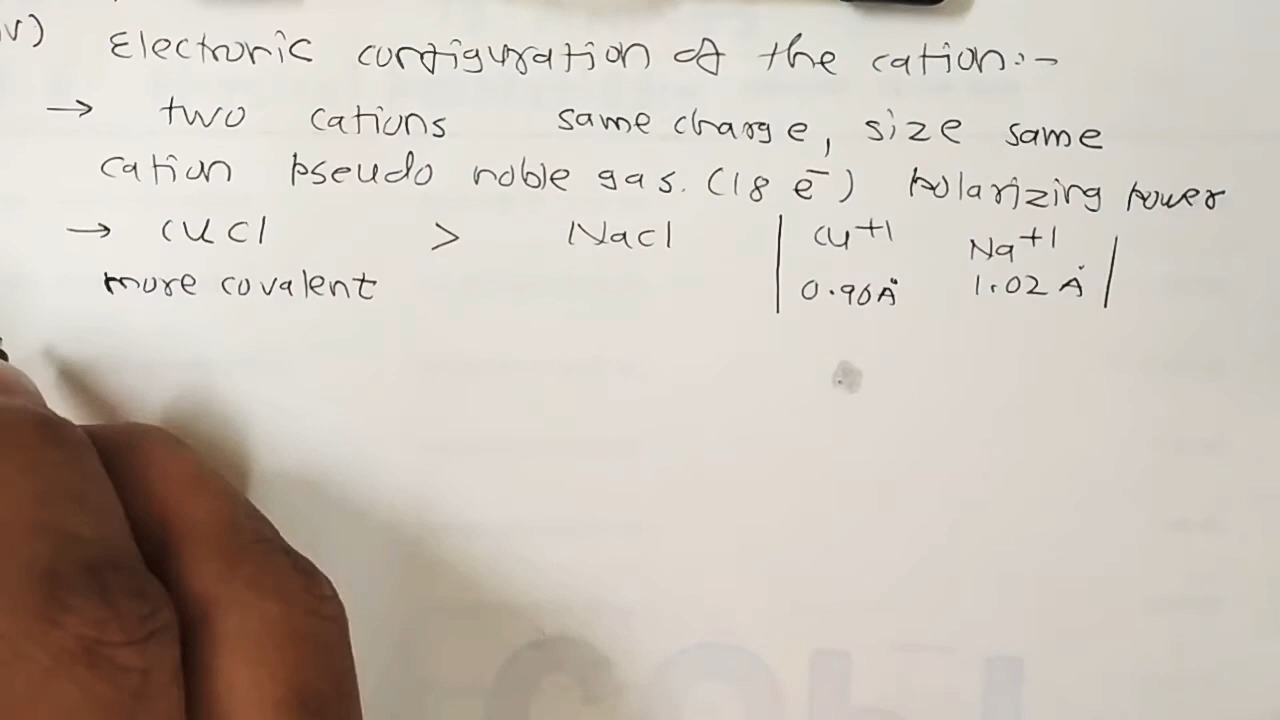 v) Electronic configuration of the cation:-
→ two cations same charge, size same
cation pseudo noble gas. (18 e⁻) polarizing power
→ CuCl > NaCl | Cu⁺¹ Na⁺¹ |
more covalent 0.96Å 1.02 Å